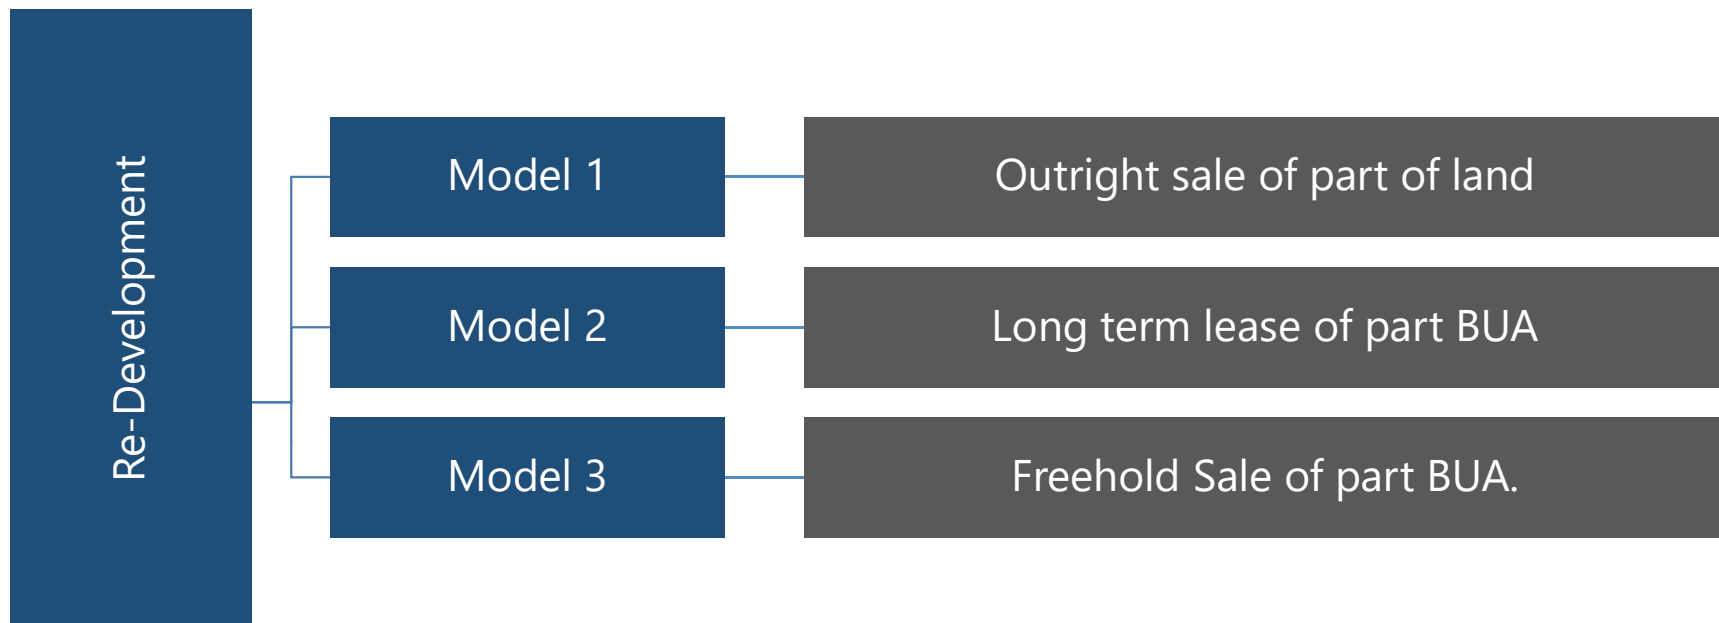 Re-Development
Model 1
Outright sale of part of land
Model 2
Long term lease of part BUA
Model 3
Freehold Sale of part BUA.